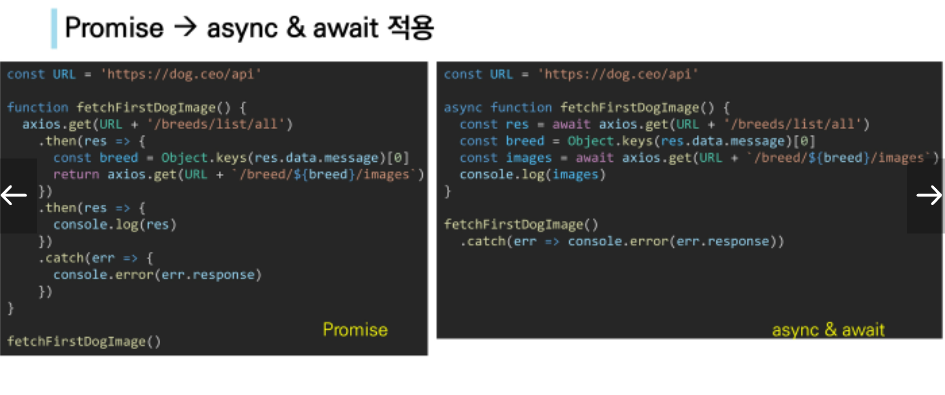 Promise → async & await 적용
const URL = 'https://dog.ceo/api'
function fetchFirstDogImage() {
  axios.get(URL + '/breeds/list/all')
    .then(res => {
      const breed = Object.keys(res.data.message)[0]
      return axios.get(URL + `/breed/${breed}/images`)
    })
    .then(res => {
      console.log(res)
    })
    .catch(err => {
      console.error(err.response)
    })
}
fetchFirstDogImage()
Promise
const URL = 'https://dog.ceo/api'
async function fetchFirstDogImage() {
  const res = await axios.get(URL + '/breeds/list/all')
  const breed = Object.keys(res.data.message)[0]
  const images = await axios.get(URL + `/breed/${breed}/images`)
  console.log(images)
}
fetchFirstDogImage()
  .catch(err => console.error(err.response))
async & await